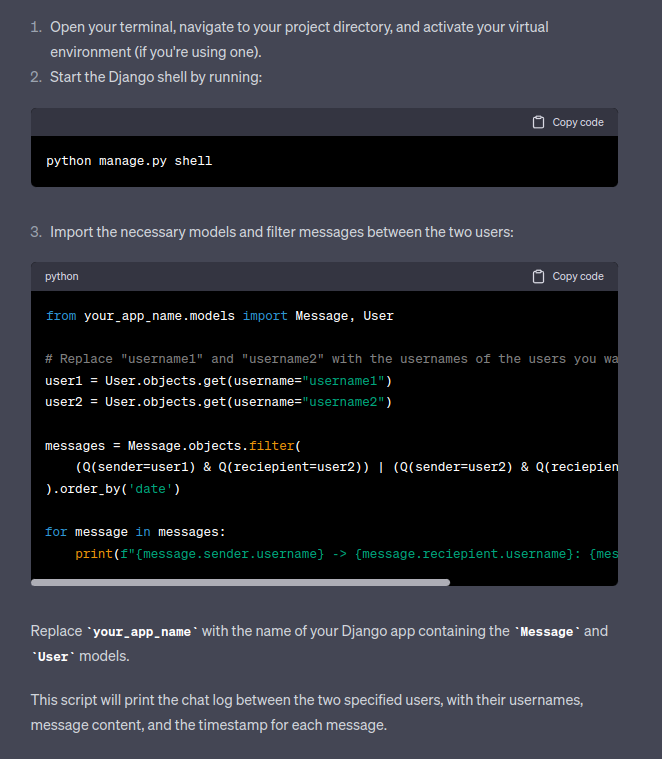 1. Open your terminal, navigate to your project directory, and activate your virtual
environment (if you're using one).
2. Start the Django shell by running:
Copy code
python manage.py shell
3. Import the necessary models and filter messages between the two users:
python Copy code
from your_app_name.models import Message, User
# Replace "username1" and "username2" with the usernames of the users you wa
user1 = User.objects.get(username="username1")
user2 = User.objects.get(username="username2")
messages = Message.objects.filter(
(Q(sender=user1) & Q(reciepient=user2)) | (Q(sender=user2) & Q(reciepien
).order_by('date')
for message in messages:
print(f"{message.sender.username} -> {message.reciepient.username}: {mes
Replace `your_app_name` with the name of your Django app containing the `Message` and
`User` models.
This script will print the chat log between the two specified users, with their usernames,
message content, and the timestamp for each message.